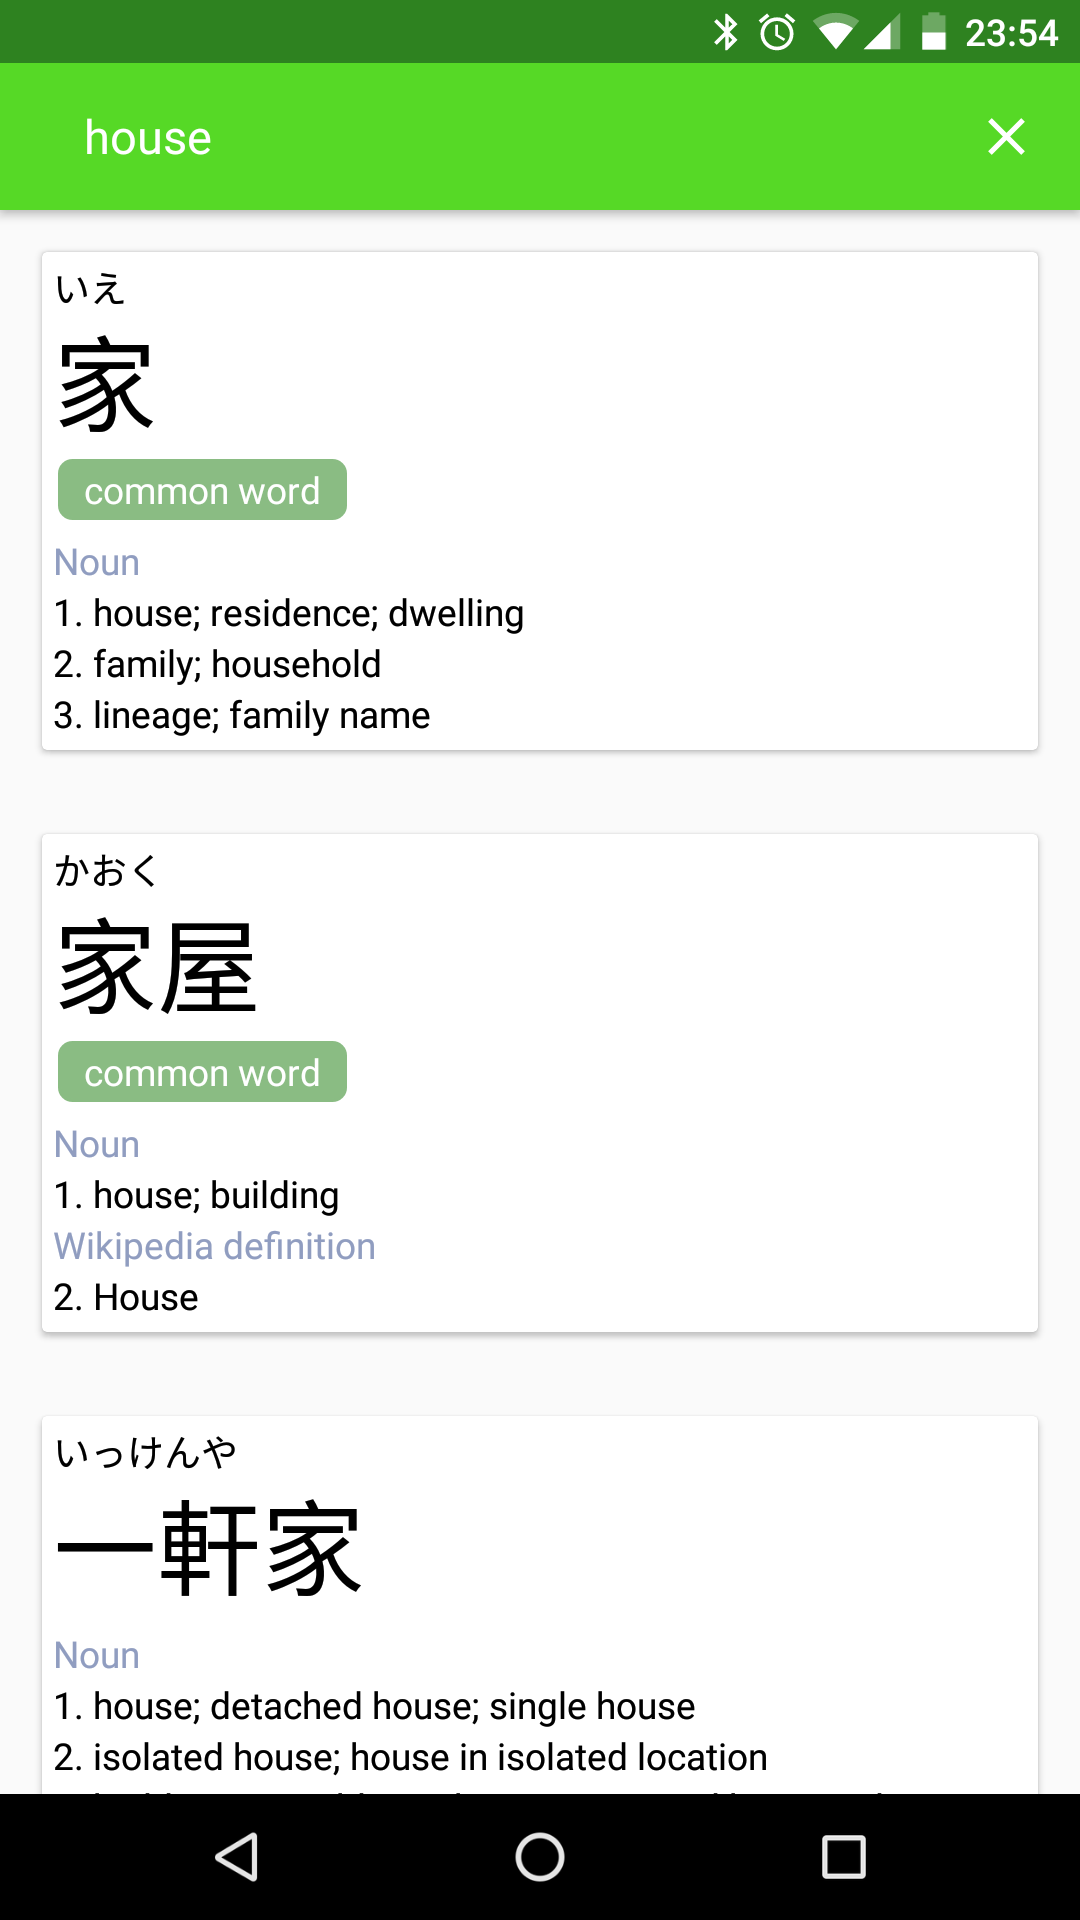 23:54
house
いえ
家
common word
Noun
1. house; residence; dwelling
2. family; household
3. lineage; family name
かおく
家屋
common word
Noun
1. house; building
Wikipedia definition
2. House
いっけんや
一軒家
Noun
1. house; detached house; single house
2. isolated house; house in isolated location